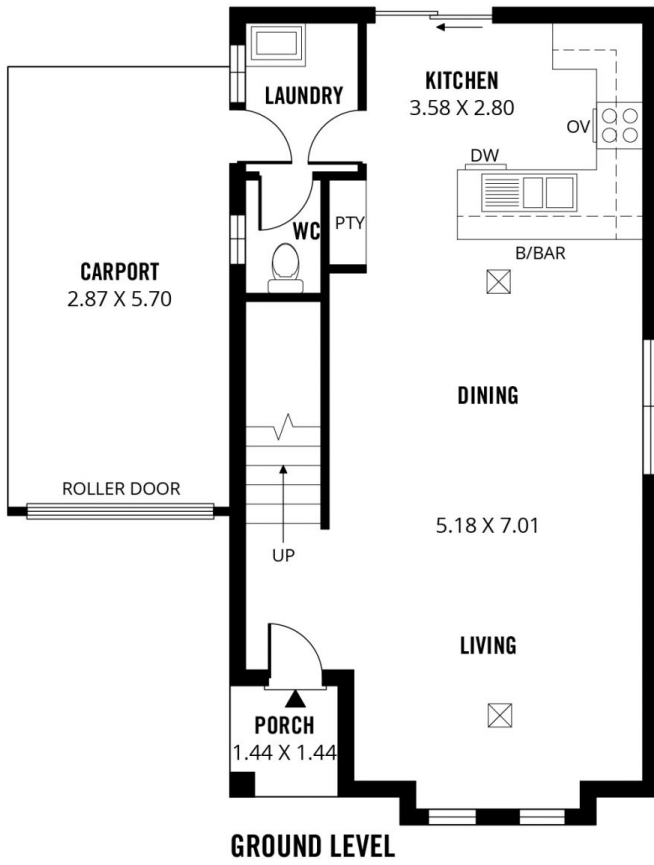 LAUNDRY
KITCHEN
3.58 X 2.80
OV
DW
WC
PTY
B/BAR
CARPORT
2.87 X 5.70
DINING
ROLLER DOOR
5.18 X 7.01
UP
LIVING
PORCH
1.44 X 1.44
GROUND LEVEL